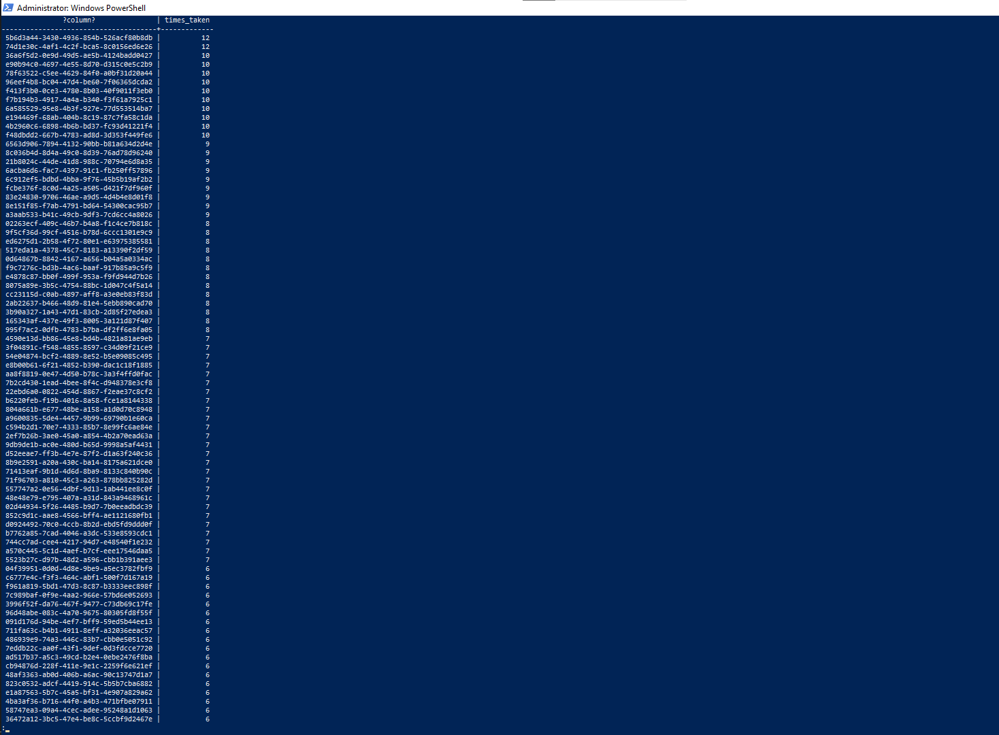 Administrator: Windows PowerShell
?column? | times_taken
--------------------------------------+-------------
5b6d3a44-3430-4936-854b-526acf80b8db | 12
74d1e30c-4af1-4c2f-bca5-8c0156ed6e26 | 12
36a6f5d2-0e9d-49d5-ae5b-4124badd0427 | 10
e90b94c0-4697-4e55-8d70-d315c0e5c2b9 | 10
78f63522-c5ee-4629-84f0-a0bf31d20a44 | 10
96eef4b8-bc04-47d4-be60-7f06365dcda2 | 10
f413f3b0-0ce3-4780-8b03-40f9011f3eb0 | 10
f7b194b3-4917-4a4a-b340-f3f61a7925c1 | 10
6a585529-95e8-4b3f-927e-77d553514ba7 | 10
e194469f-68ab-404b-8c19-87c7fa58c1da | 10
4b2960c6-6898-4b6b-bd37-fc93d41221f4 | 10
f48dbdd2-667b-4783-ad8d-3d353f449fe6 | 10
6563d906-7894-4132-90bb-b81a634d2d4e | 9
8c036b4d-8d4a-49c0-8d39-76ad78d96240 | 9
21b8024c-44de-41d8-988c-70794e6d8a35 | 9
6acba6d6-fac7-4397-91c1-fb250ff57896 | 9
6c912ef5-bdbd-4bba-9f76-45b5b19af2b2 | 9
fcbe376f-8c0d-4a25-a505-d421f7df960f | 9
83e24830-9706-46ae-a9d5-4d4b4e8d01f8 | 9
8e151f85-f7ab-4791-bd64-54300cac95b7 | 9
a3aab533-b41c-49cb-9df3-7cd6cc4a8026 | 9
02263ecf-409c-46b7-b4a8-f1c4ce7b818c | 8
9f5cf36d-99cf-4516-b78d-6ccc1301e9c9 | 8
ed6275d1-2b58-4f72-80e1-e63975385581 | 8
517eda1a-4378-45c7-8183-a13390f2df59 | 8
0d64867b-8842-4167-a656-b04a5a0334ac | 8
f9c7276c-bd3b-4ac6-baaf-917b85a9c5f9 | 8
e4878c87-bb0f-499f-953a-f9fd944d7b26 | 8
8075a89e-3b5c-4754-88bc-1d047c4f5a14 | 8
cc23115d-c0ab-4897-aff8-a3e0eb83f83d | 8
2ab22637-b466-48d9-81e4-5ebb890cad70 | 8
3b90a327-1a43-47d1-83cb-2d85f27edea3 | 8
165343af-437e-49f3-8005-3a121d87f407 | 8
995f7ac2-0dfb-4783-b7ba-df2ff6e8fa05 | 8
4590e13d-bb86-45e8-bd4b-4821a81ae9eb | 7
3f04891c-f548-4855-8597-c34d09f21ce9 | 7
54e04874-bcf2-4889-8e52-b5e09085c495 | 7
e8b00b61-6f21-4852-b390-dac1c18f1885 | 7
aa8f8819-0e47-4d50-b78c-3a3f4ffd0fac | 7
7b2cd430-1ead-4bee-8f4c-d948378e3cf8 | 7
22ebd6a0-0822-454d-8867-f2eae37c8cf2 | 7
b6220feb-f19b-4016-8a58-fce1a8144338 | 7
804a661b-e677-48be-a158-a1d0d70c8948 | 7
a9600835-5de4-4457-9b99-69790b1e60ca | 7
c594b2d1-70e7-4333-85b7-8e99fc6ae84e | 7
2ef7b26b-3ae0-45a0-a854-4b2a70ead63a | 7
9db9de1b-ac0e-480d-b65d-9998a5af4431 | 7
d52eeae7-ff3b-4e7e-87f2-d1a63f240c36 | 7
8b9e2591-a20a-430c-ba14-8175a621dce0 | 7
71413eaf-9b1d-4d6d-8ba9-8133c840b90c | 7
71f96703-a810-45c3-a263-878bb825282d | 7
557747a2-0e56-4dbf-9d13-1ab441ee8c0f | 7
48e48e79-e795-407a-a31d-843a9468961c | 7
02d44934-5f26-4485-b9d7-7b0eeadbdc39 | 7
852c9d1c-aae8-4566-bff4-ae1121680fb1 | 7
d0924492-70c0-4ccb-8b2d-ebd5fd9ddd0f | 7
b7762a85-7cad-4046-a3dc-533e8593cdc1 | 7
744cc7ad-cee4-4217-94d7-e48540f1e232 | 7
a570c445-5c1d-4aef-b7cf-eee17546daa5 | 7
5523b27c-d97b-48d2-a596-cbb1b391aee3 | 7
04f39951-0d0d-4d8e-9be9-a5ec3782fbf9 | 6
c6777e4c-f3f3-464c-abf1-500f7d167a19 | 6
f961a819-5bd1-47d3-8c87-b3333eec898f | 6
7c989baf-0f9e-4aa2-966e-57bd6e052693 | 6
3996f52f-da76-467f-9477-c73db69c17fe | 6
96d48abe-083c-4a70-9675-80305fd8f55f | 6
091d176d-94be-4ef7-bff9-59ed5b44ee13 | 6
711fa63c-b4b1-4911-8eff-a32036eeac57 | 6
486939e9-74a3-446c-83b7-cbb0e5051c92 | 6
7eddb22c-aa0f-43f1-9def-0d3fdcce7720 | 6
ad517b37-a5c3-49cd-b2e4-0ebe2476f8ba | 6
cb94876d-228f-411e-9e1c-2259f6e621ef | 6
48af3363-ab0d-406b-a6ac-90c13747d1a7 | 6
823c0532-adcf-4419-914c-5b5b7cba6882 | 6
e1a87563-5b7c-45a5-bf31-4e907a829a62 | 6
4ba3af36-b716-44f0-a4b3-471bfbe07911 | 6
58747ea3-09a4-4cec-adee-95248a1d1063 | 6
36472a12-3bc5-47e4-be8c-5ccbf9d2467e | 6
: